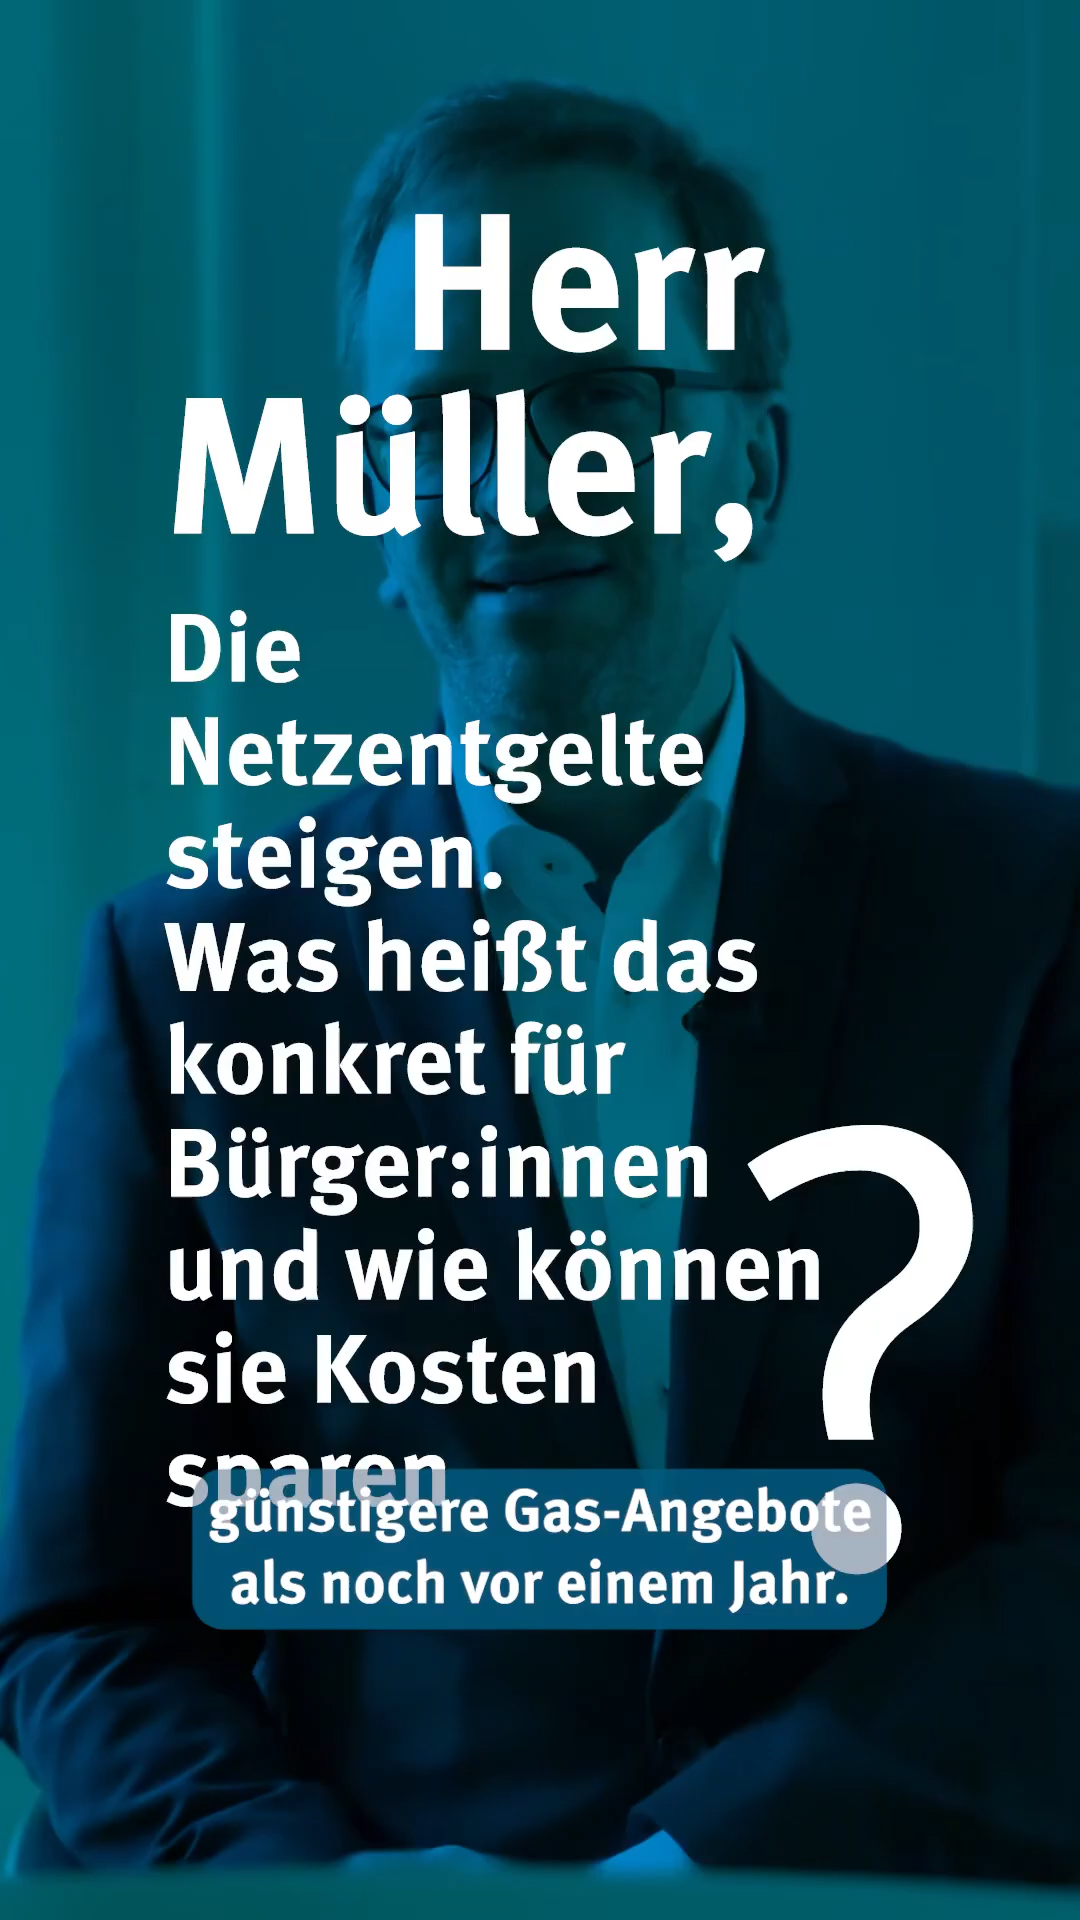 Herr
Müller,
Die
Netzentgelte
steigen.
Was heißt das
konkret für
Bürger:innen
und wie können
sie Kosten
sparen
?
günstigere Gas-Angebote
als noch vor einem Jahr.